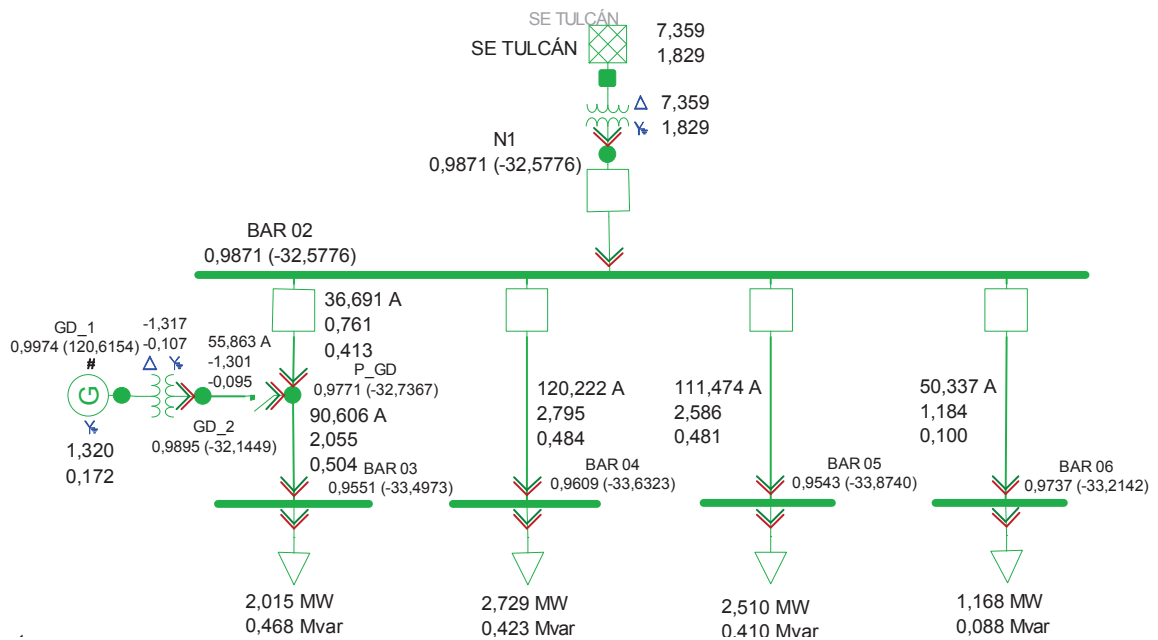 SE TULCÁN
SE TULCÁN
7,359
1,829
Δ 7,359
1,829
N1
0,9871 (-32,5776)
BAR 02
0,9871 (-32,5776)
36,691 A
0,761
0,413
GD_1
0,9974 (120,6154)
#
G
1,320
0,172
-1,317
-0,107
Δ
55,863 A
-1,301
-0,095
GD_2
0,9895 (-32,1449)
P_GD
0,9771 (-32,7367)
90,606 A
2,055
0,504
120,222 A
2,795
0,484
111,474 A
2,586
0,481
50,337 A
1,184
0,100
BAR 03
0,9551 (-33,4973)
BAR 04
0,9609 (-33,6323)
BAR 05
0,9543 (-33,8740)
BAR 06
0,9737 (-33,2142)
2,015 MW
0,468 Mvar
2,729 MW
0,423 Mvar
2,510 MW
0,410 Mvar
1,168 MW
0,088 Mvar